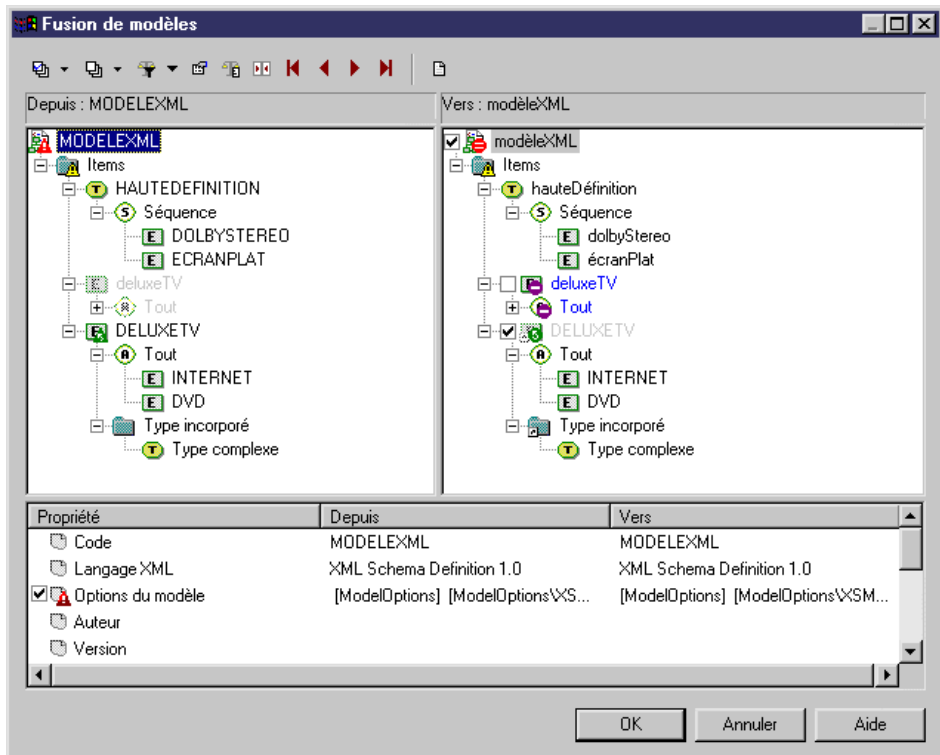 Fusion de modèles
Depuis : MODELEXML
Vers : modèleXML
MODELEXML
Items
T HAUTEDEFINITION
S Séquence
E DOLBYSTEREO
E ECRANPLAT
E deluxeTV
A Tout
E DELUXETV
A Tout
E INTERNET
E DVD
Type incorporé
T Type complexe
modèleXML
Items
T hauteDéfinition
S Séquence
E dolbyStereo
E écranPlat
deluxeTV
Tout
DELUXETV
A Tout
E INTERNET
E DVD
Type incorporé
T Type complexe
Propriété Depuis Vers
Code MODELEXML MODELEXML
Langage XML XML Schema Definition 1.0 XML Schema Definition 1.0
Options du modèle [ModelOptions] [ModelOptions\XS... [ModelOptions] [ModelOptions\XSM...
Auteur
Version
OK Annuler Aide